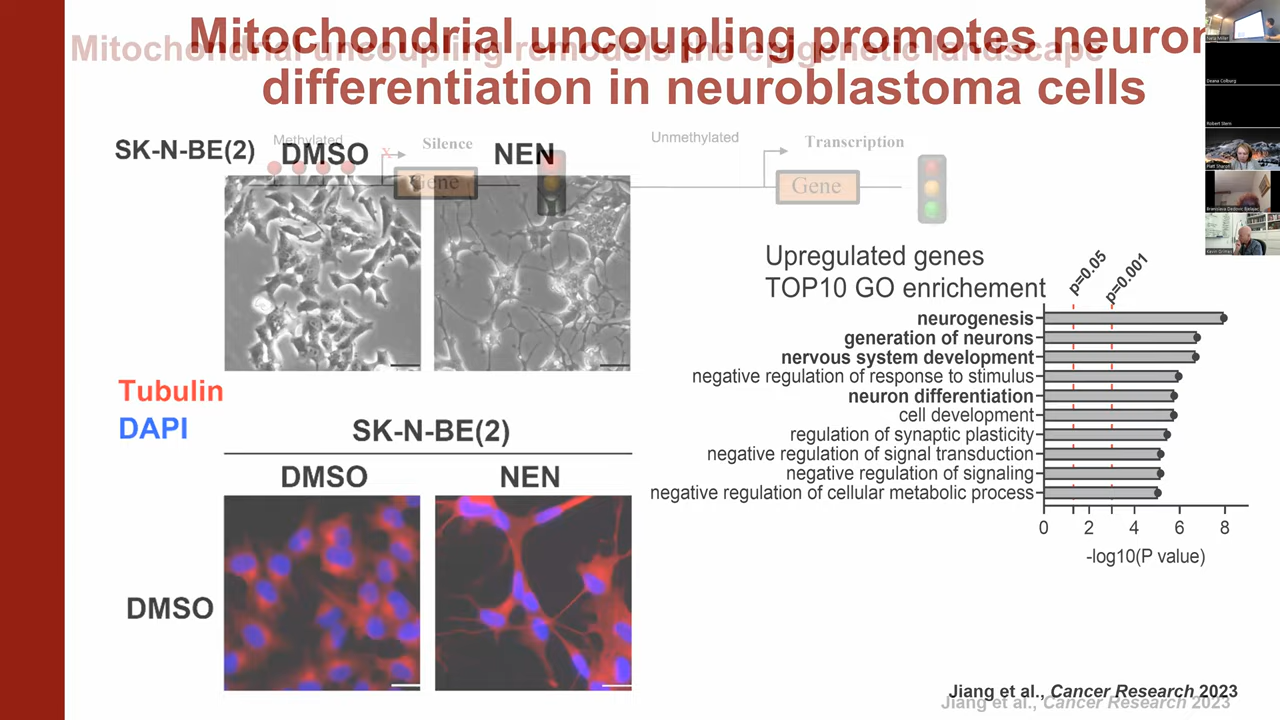 Mitochondrial uncoupling promotes neuron
Mitochondrial uncoupling remodels the epigenetic landscape
differentiation in neuroblastoma cells
SK-N-BE(2)
DMSO
NEN
Methylated
X
Silence
Gene
Unmethylated
Transcription
Gene
Upregulated genes
TOP10 GO enrichement
p=0.05
p=0.001
neurogenesis
generation of neurons
nervous system development
negative regulation of response to stimulus
neuron differentiation
cell development
regulation of synaptic plasticity
negative regulation of signal transduction
negative regulation of signaling
negative regulation of cellular metabolic process
0 2 4 6 8
-log10(P value)
Tubulin
DAPI
SK-N-BE(2)
DMSO
NEN
DMSO
Jiang et al., Cancer Research 2023
Jiang et al., Cancer Research 2023
Deana Colburg
Robert Stern